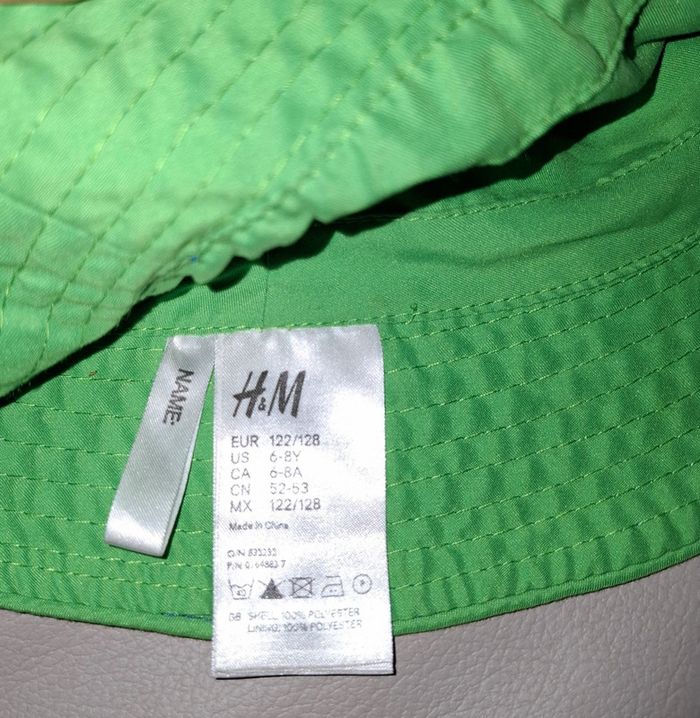 NAME:
H&M
EUR 122/128
US 6-8Y
CA 6-8A
CN 52-53
MX 122/128
Made in China
O/N
P/N
GB SHELL: 100% POLYESTER
LINING: 100% POLYESTER